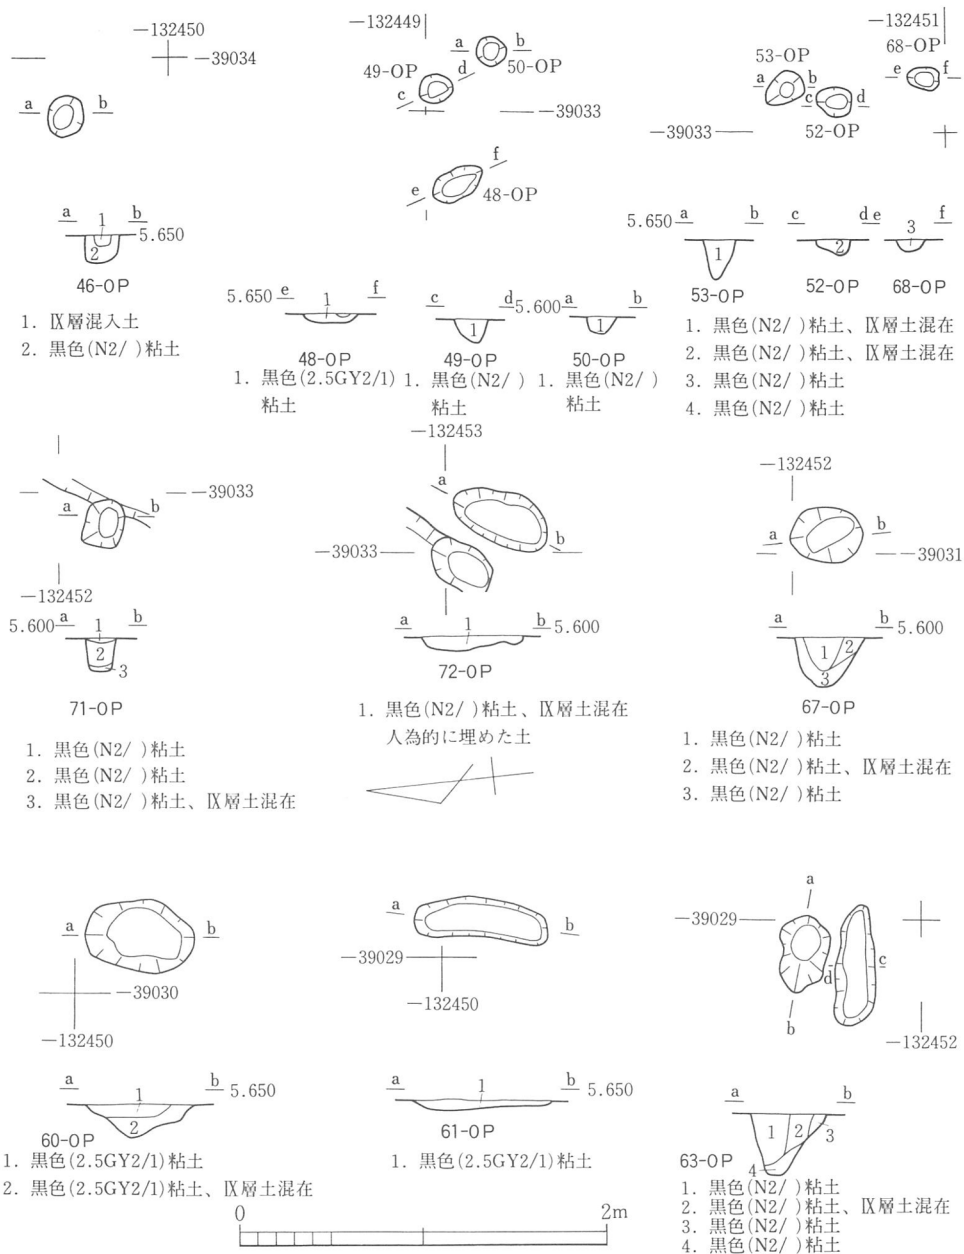 —132450
—39034
a b
a 1 b
5.650
2
46-OP
1. Ⅸ層混入土
2. 黒色(N2/ )粘土
—132449
a b
50-OP
49-OP d
c
—39033
f
e 48-OP
5.650 e 1 f
48-OP
1. 黒色(2.5GY2/1)
粘土
c d 5.600
1
49-OP
1. 黒色(N2/ )
粘土
a b
1
50-OP
1. 黒色(N2/ )
粘土
—132451
68-OP
53-OP
e f
a b
c d
52-OP
—39033
5.650 a b c d e f
1 2 3
53-OP 52-OP 68-OP
1. 黒色(N2/ )粘土、Ⅸ層土混在
2. 黒色(N2/ )粘土、Ⅸ層土混在
3. 黒色(N2/ )粘土
4. 黒色(N2/ )粘土
—39033
a b
—132452
5.600 a 1 b
2
3
71-OP
1. 黒色(N2/ )粘土
2. 黒色(N2/ )粘土
3. 黒色(N2/ )粘土、Ⅸ層土混在
—132453
a
b
—39033
a 1 b 5.600
72-OP
1. 黒色(N2/ )粘土、Ⅸ層土混在
人為的に埋めた土
—132452
a b
—39031
a b 5.600
1 2
3
67-OP
1. 黒色(N2/ )粘土
2. 黒色(N2/ )粘土、Ⅸ層土混在
3. 黒色(N2/ )粘土
a b
—39030
—132450
a 1 b 5.650
2
60-OP
1. 黒色(2.5GY2/1)粘土
2. 黒色(2.5GY2/1)粘土、Ⅸ層土混在
a b
—39029
—132450
a 1 b 5.650
61-OP
1. 黒色(2.5GY2/1)粘土
a
—39029
d c
b
—132452
a b
1 2 3
4
63-OP
1. 黒色(N2/ )粘土
2. 黒色(N2/ )粘土、Ⅸ層土混在
3. 黒色(N2/ )粘土
4. 黒色(N2/ )粘土
0 2m